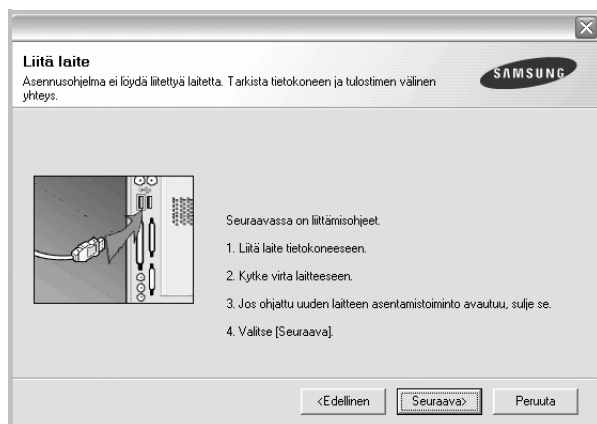 Liitä laite
Asennusohjelma ei löydä liitettyä laitetta. Tarkista tietokoneen ja tulostimen välinen
yhteys.
SAMSUNG
Seuraavassa on liittämisohjeet.
1. Liitä laite tietokoneeseen.
2. Kytke virta laitteeseen.
3. Jos ohjattu uuden laitteen asentamistoiminto avautuu, sulje se.
4. Valitse [Seuraava].
<Edellinen
Seuraava>
Peruuta